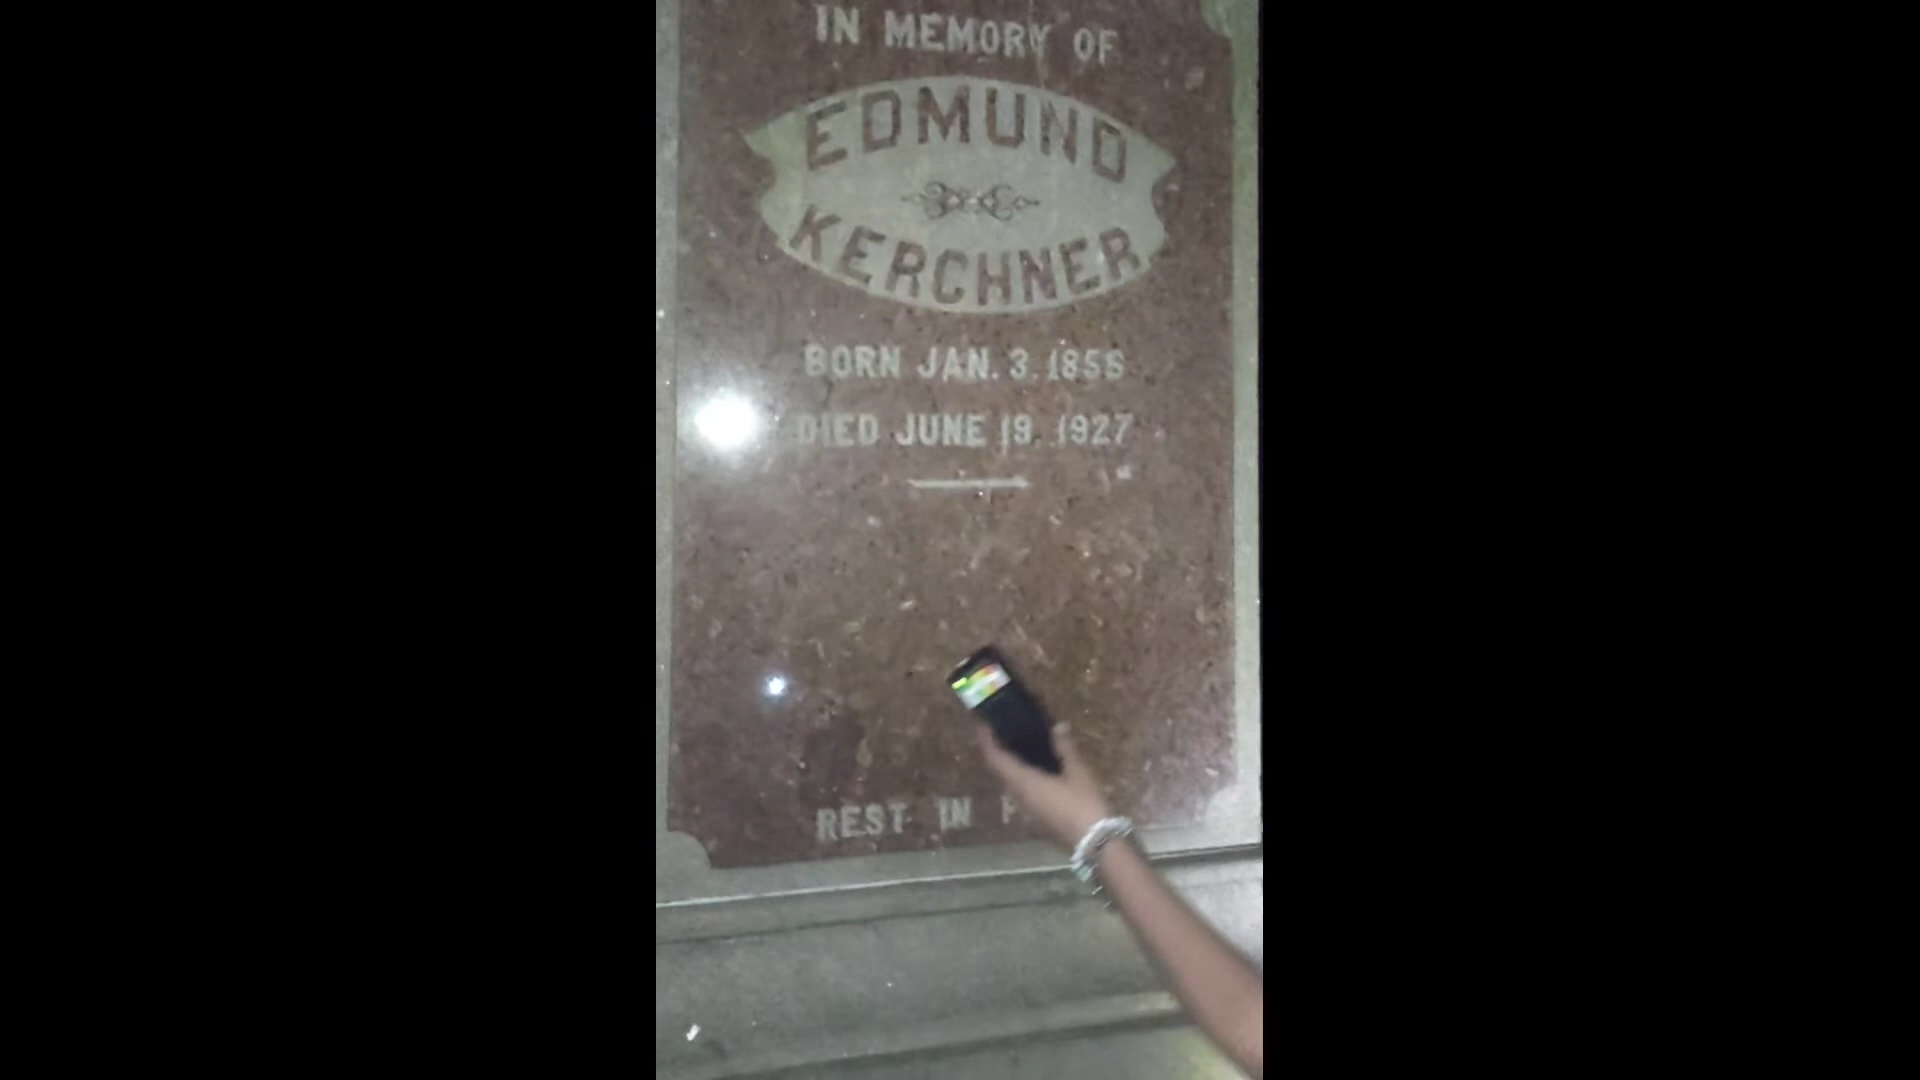 IN MEMORY OF
EDMUND
KERCHNER
BORN JAN. 3. 1856
DIED JUNE 19. 1927
REST IN